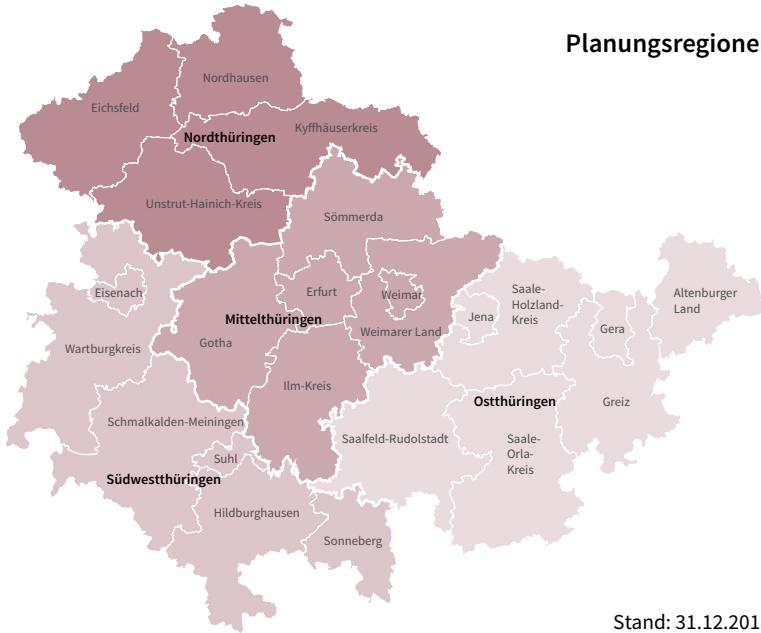 Planungsregione
Nordhausen
Eichsfeld
Kyffhäuserkreis
Nordthüringen
Unstrut-Hainich-Kreis
Sömmerda
Eisenach
Erfurt
Weimar
Saale-
Holzland-
Kreis
Altenburger
Land
Jena
Gera
Mittelthüringen
Weimarer Land
Gotha
Wartburgkreis
Ilm-Kreis
Ostthüringen
Greiz
Schmalkalden-Meiningen
Saalfeld-Rudolstadt
Saale-
Orla-
Kreis
Suhl
Südwestthüringen
Hildburghausen
Sonneberg
Stand: 31.12.201